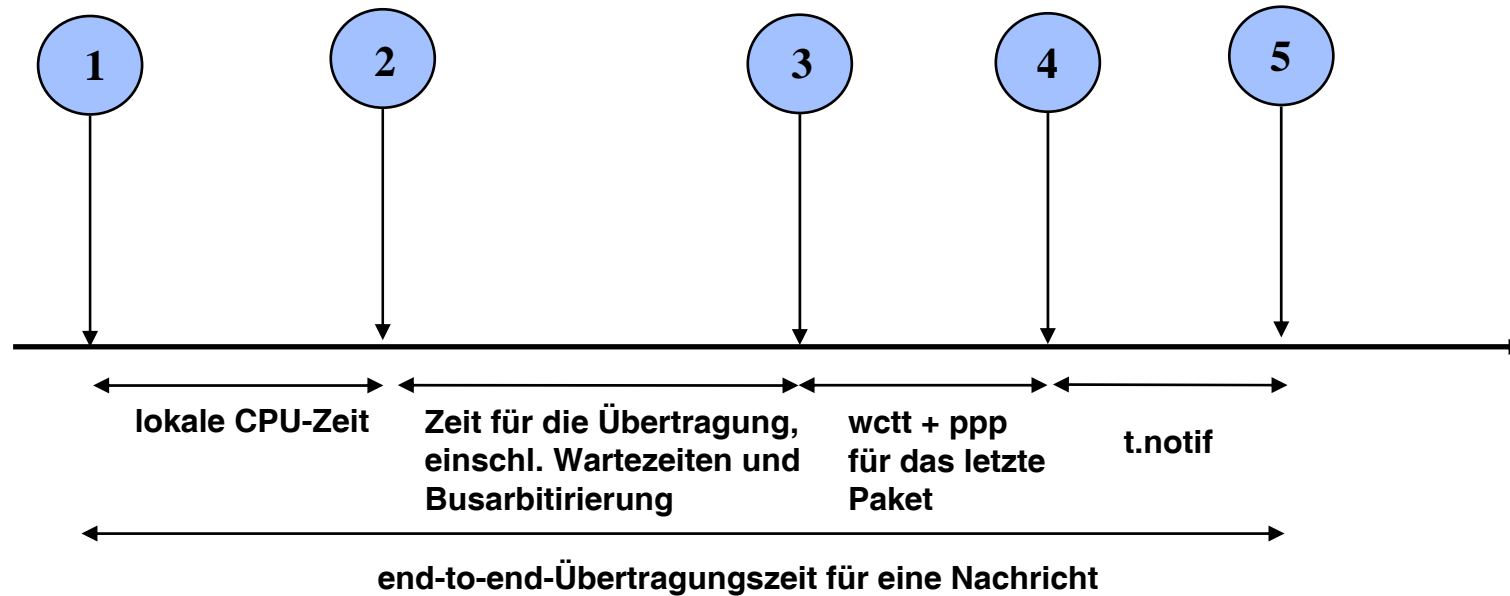 1
2
3
4
5
lokale CPU-Zeit
Zeit für die Übertragung,
einschl. Wartezeiten und
Busarbitirierung
wctt + ppp
für das letzte
Paket
t.notif
end-to-end-Übertragungszeit für eine Nachricht